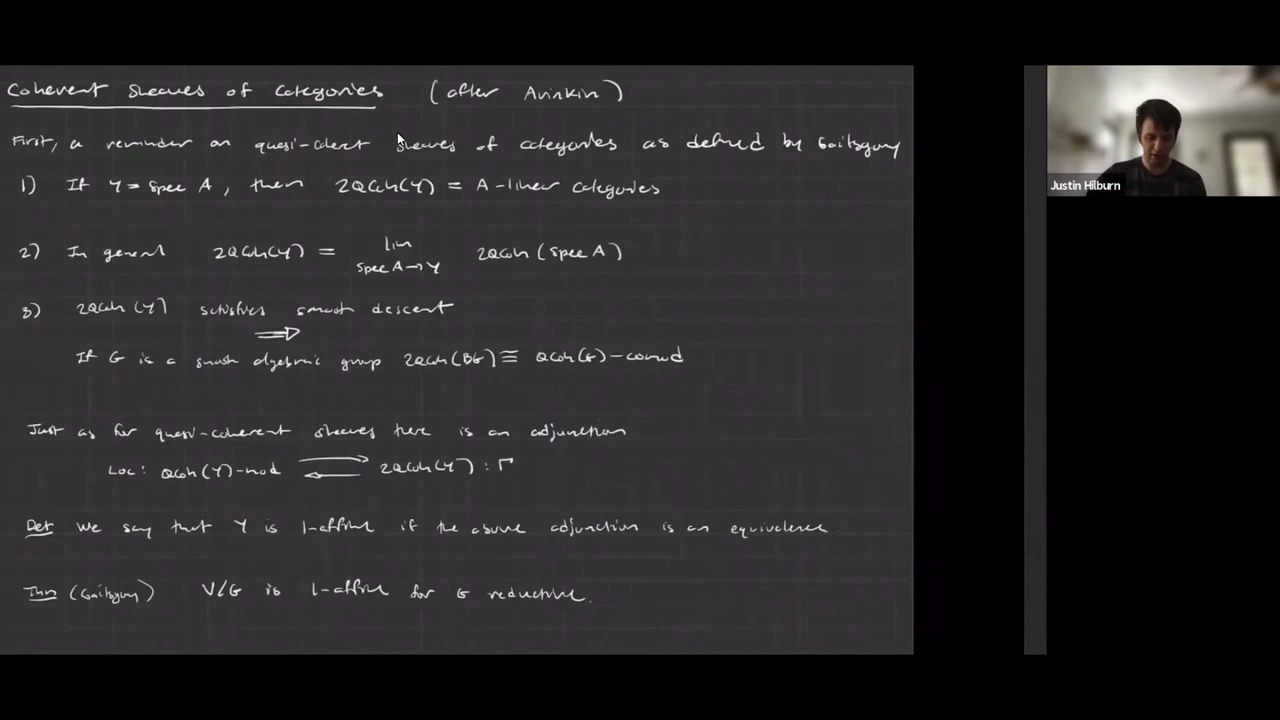 Coherent Sheaves of Categories (after Arinkin)
First, a reminder on quasi-coherent sheaves of categories as defined by Gaitsgory
1) If Y = Spec A, then 2QCoh(Y) = A-linear categories
2) In general 2QCoh(Y) = lim 2QCoh(Spec A)
Spec A → Y
3) 2QCoh(Y) satisfies smooth descent
⟹
If G is a smooth algebraic group 2QCoh(BG) ≅ QCoh(G)-comod
Just as for quasi-coherent sheaves there is an adjunction
Loc: QCoh(Y)-mod ⇄ 2QCoh(Y) : Γ
Def We say that Y is 1-affine if the above adjunction is an equivalence
Thm (Gaitsgory) V/G is 1-affine for G reductive.
Justin Hilburn